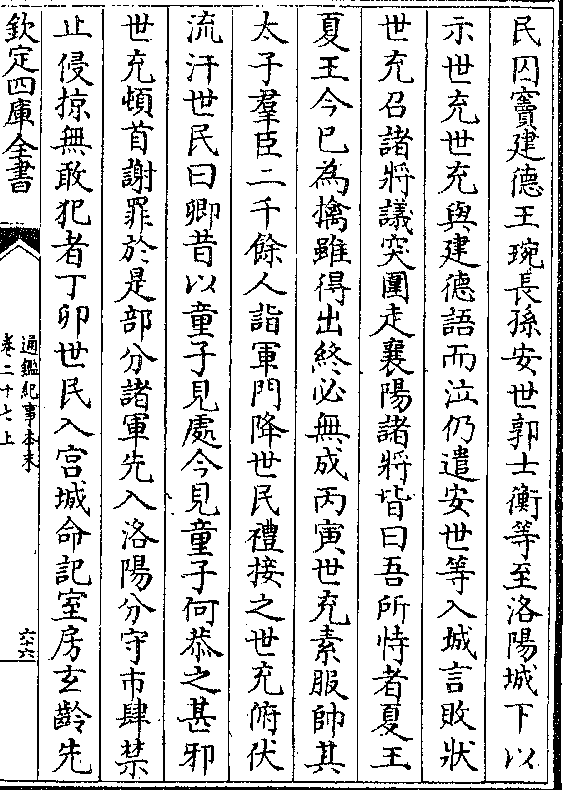 民囚竇建德王琬長孫安世郭士衡等至洛陽城下以
示世充世充與建德語而泣仍遣安世等入城言敗狀
世充召諸將議突圍走襄陽諸將皆曰吾所恃者夏王
夏王今已為擒雖得出終必無成丙寅世充素服帥其
太子羣臣二千餘人詣軍門降世民禮接之世充俯伏
流汗世民曰卿昔以童子見處今見童子何恭之甚邪
世充頓首謝罪於是部分諸軍先入洛陽分守市肆禁
止侵掠無敢犯者丁卯世民入宫城命記室房玄齡先
欽定四庫全書
通鑑紀事本末
卷二十七上
六六